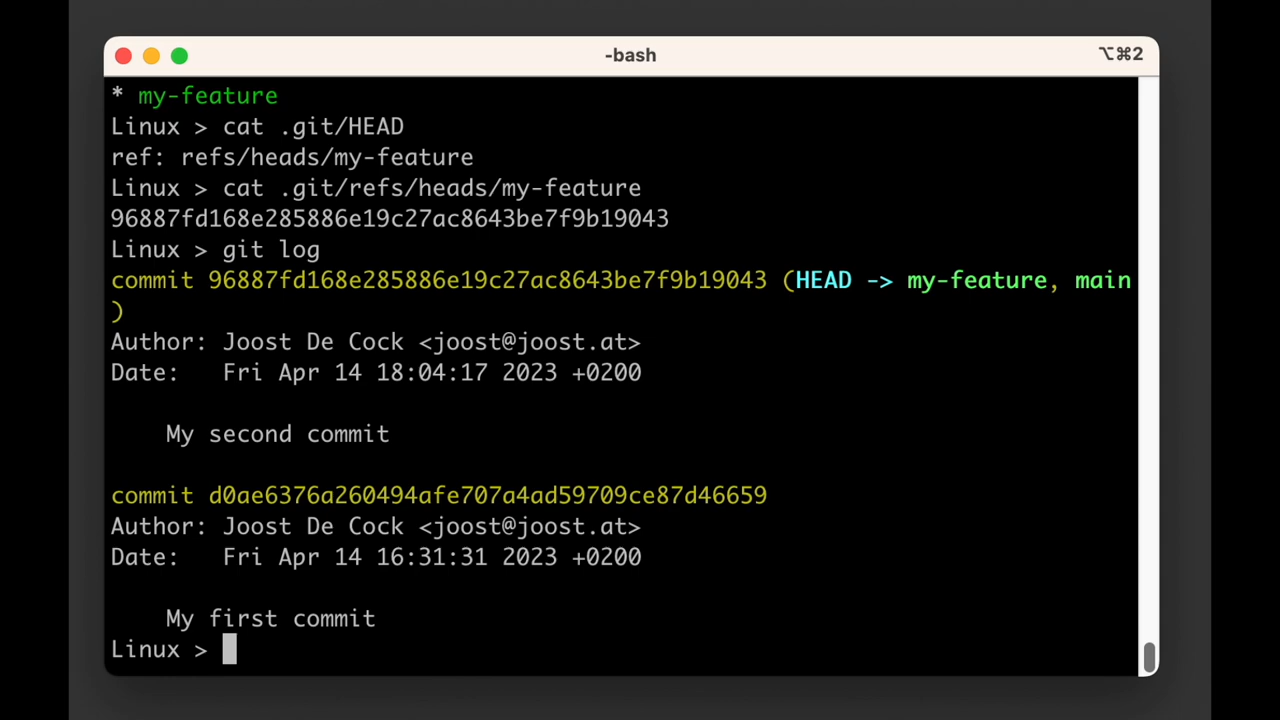 -bash
⌥⌘2
* my-feature
Linux > cat .git/HEAD
ref: refs/heads/my-feature
Linux > cat .git/refs/heads/my-feature
96887fd168e285886e19c27ac8643be7f9b19043
Linux > git log
commit 96887fd168e285886e19c27ac8643be7f9b19043 (HEAD -> my-feature, main
)
Author: Joost De Cock <joost@joost.at>
Date:   Fri Apr 14 18:04:17 2023 +0200
    My second commit
commit d0ae6376a260494afe707a4ad59709ce87d46659
Author: Joost De Cock <joost@joost.at>
Date:   Fri Apr 14 16:31:31 2023 +0200
    My first commit
Linux >